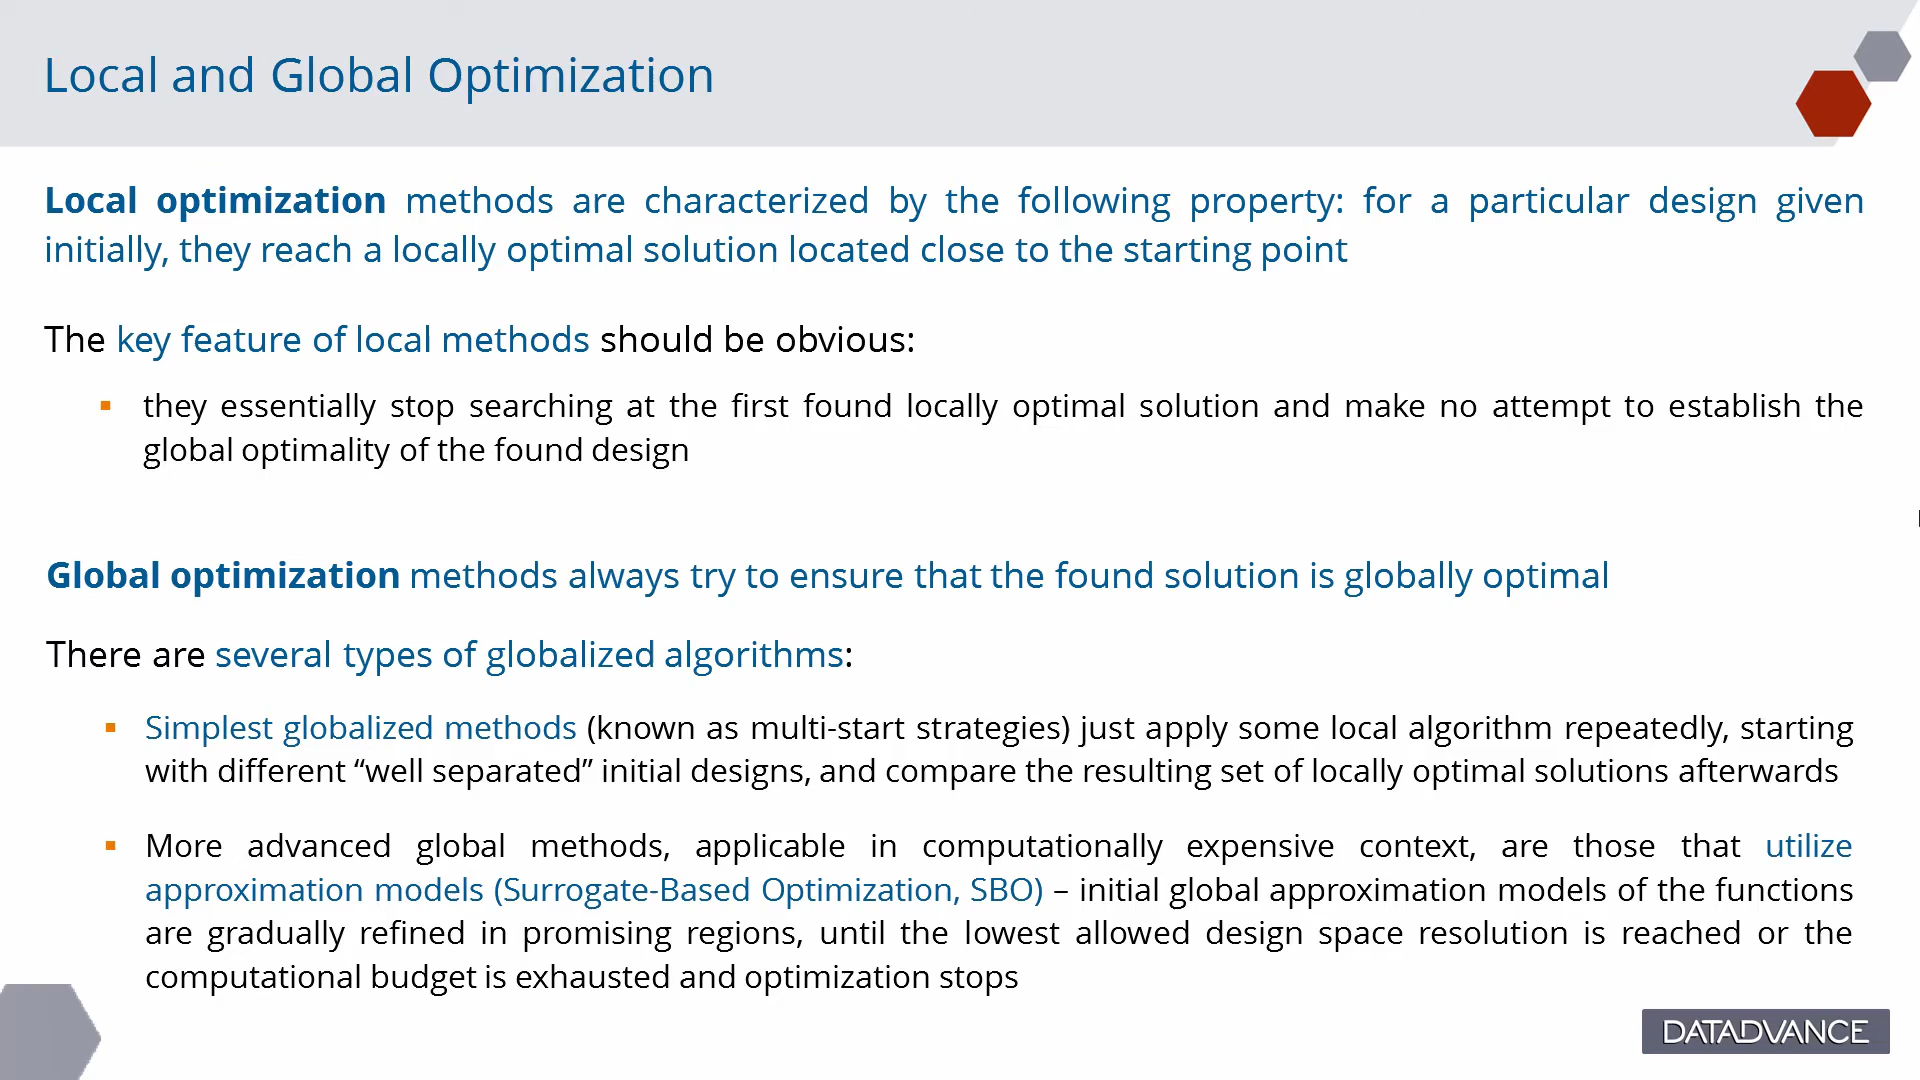 Local and Global Optimization
Local optimization methods are characterized by the following property: for a particular design given
initially, they reach a locally optimal solution located close to the starting point
The key feature of local methods should be obvious:
▪ they essentially stop searching at the first found locally optimal solution and make no attempt to establish the
global optimality of the found design
Global optimization methods always try to ensure that the found solution is globally optimal
There are several types of globalized algorithms:
▪ Simplest globalized methods (known as multi-start strategies) just apply some local algorithm repeatedly, starting
with different “well separated” initial designs, and compare the resulting set of locally optimal solutions afterwards
▪ More advanced global methods, applicable in computationally expensive context, are those that utilize
approximation models (Surrogate-Based Optimization, SBO) – initial global approximation models of the functions
are gradually refined in promising regions, until the lowest allowed design space resolution is reached or the
computational budget is exhausted and optimization stops
DATADVANCE